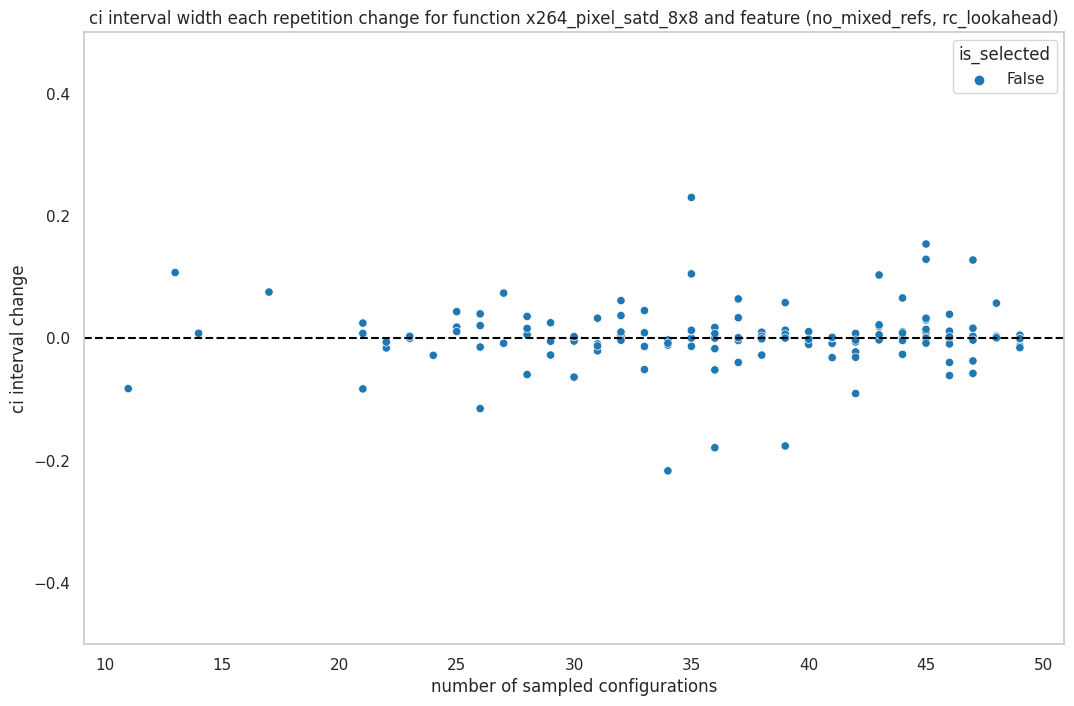 ci interval width each repetition change for function x264_pixel_satd_8x8 and feature (no_mixed_refs, rc_lookahead)
is_selected
False
ci interval change
0.4
0.2
0.0
−0.2
−0.4
10 15 20 25 30 35 40 45 50
number of sampled configurations